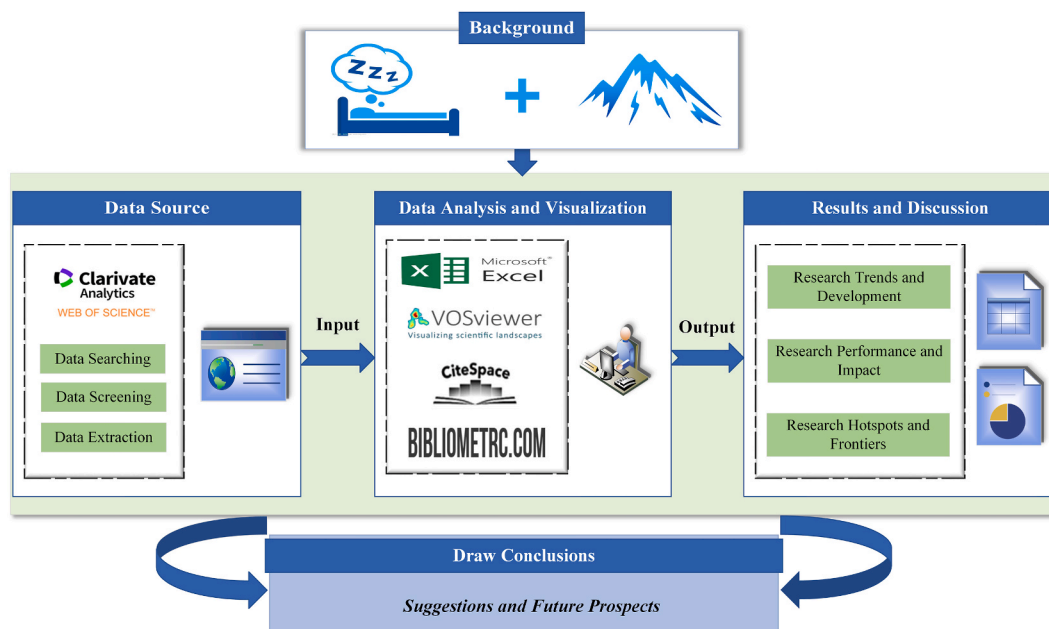 Background
Z Z Z
Data Source
Clarivate
Analytics
WEB OF SCIENCE™
Data Searching
Data Screening
Data Extraction
Input
Data Analysis and Visualization
Microsoft®
Excel
VOSviewer
Visualizing scientific landscapes
CiteSpace
BIBLIOMETRC.COM
Output
Results and Discussion
Research Trends and
Development
Research Performance and
Impact
Research Hotspots and
Frontiers
Draw Conclusions
Suggestions and Future Prospects